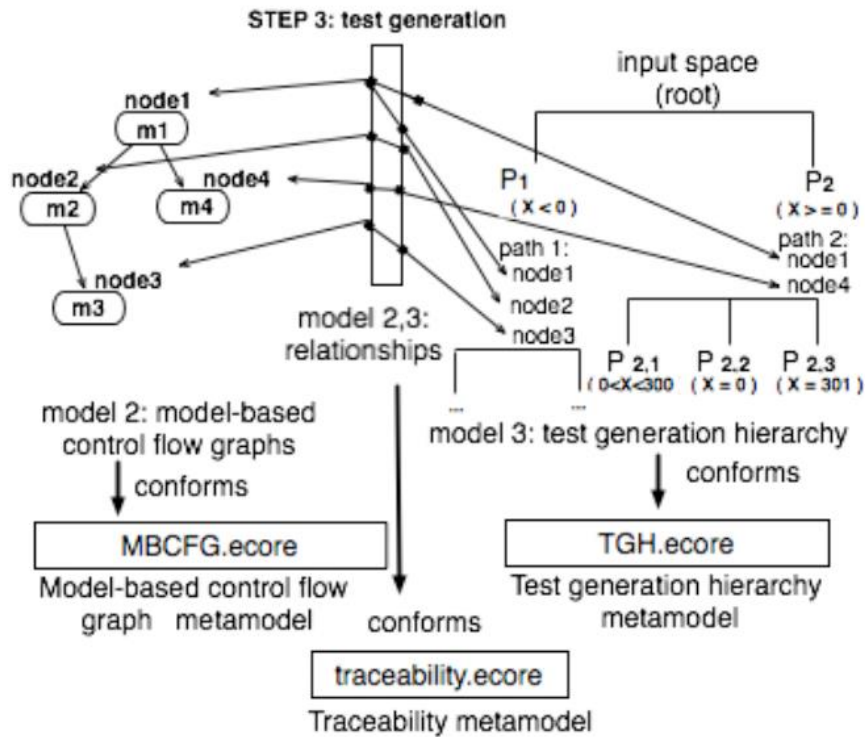 STEP 3: test generation
input space
(root)
node1
m1
node2
node4
m2
m4
node3
m3
P1
( X < 0 )
P2
( X > = 0 )
path 1:
node1
node2
node3
path 2:
node1
node4
model 2,3:
relationships
P 2,1
( 0<X<300
P 2,2
( X = 0 )
P 2,3
( X = 301 )
...
...
model 2: model-based
control flow graphs
model 3: test generation hierarchy
conforms
conforms
MBCFG.ecore
TGH.ecore
Model-based control flow
graph metamodel
Test generation hierarchy
metamodel
conforms
traceability.ecore
Traceability metamodel